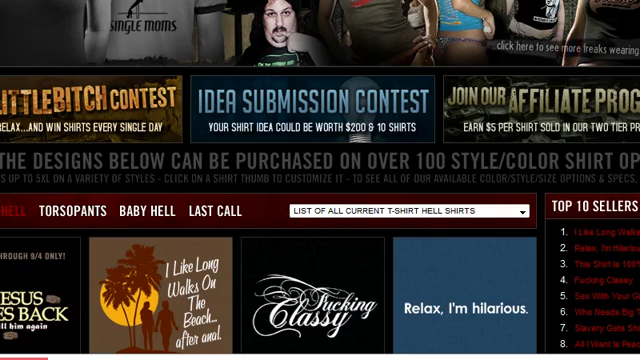 SINGLE MOMS
click here to see more freaks wearing
LITTLEBITCH CONTEST
RELAX...AND WIN SHIRTS EVERY SINGLE DAY
IDEA SUBMISSION CONTEST
YOUR SHIRT IDEA COULD BE WORTH $200 & 10 SHIRTS
JOIN OUR AFFILIATE PROG
EARN $5 PER SHIRT SOLD IN OUR TWO TIER PR
THE DESIGNS BELOW CAN BE PURCHASED ON OVER 100 STYLE/COLOR SHIRT OP
S UP TO 5XL ON A VARIETY OF STYLES - CLICK ON A SHIRT THUMB TO CUSTOMIZE IT - TO SEE ALL OF OUR AVAILABLE COLOR/STYLE/SIZE OPTIONS & SPECS.
HELL TORSOPANTS BABY HELL LAST CALL
LIST OF ALL CURRENT T-SHIRT HELL SHIRTS
TOP 10 SELLERS
1. I Like Long Walks
2. Relax, I'm Hilariou
3. This Shirt is 100%
4. Fucking Classy
5. Sex With Your G
6. Who Needs Big T
7. Slavery Gets Sh
8. All I Want Is Peac
THROUGH 9/4 ONLY!
JESUS
ES BACK
ll him again
I Like Long
Walks On
The
Beach...
after anal.
Fucking
Classy
Relax, I'm hilarious.